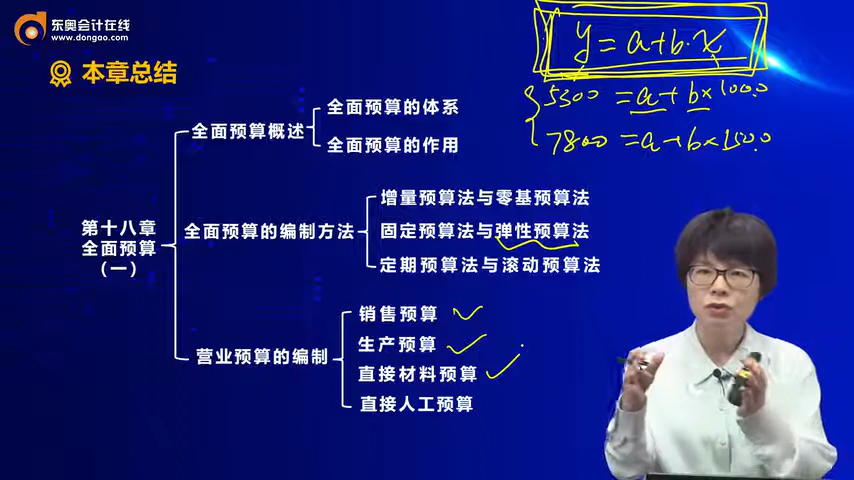 东奥会计在线
www.dongao.com
本章总结
y=a+b·x
5300=a+b×1000
7800=a+b×1500
全面预算概述
全面预算的体系
全面预算的作用
第十八章
全面预算
（一）
全面预算的编制方法
增量预算法与零基预算法
固定预算法与弹性预算法
定期预算法与滚动预算法
营业预算的编制
销售预算
生产预算
直接材料预算
直接人工预算